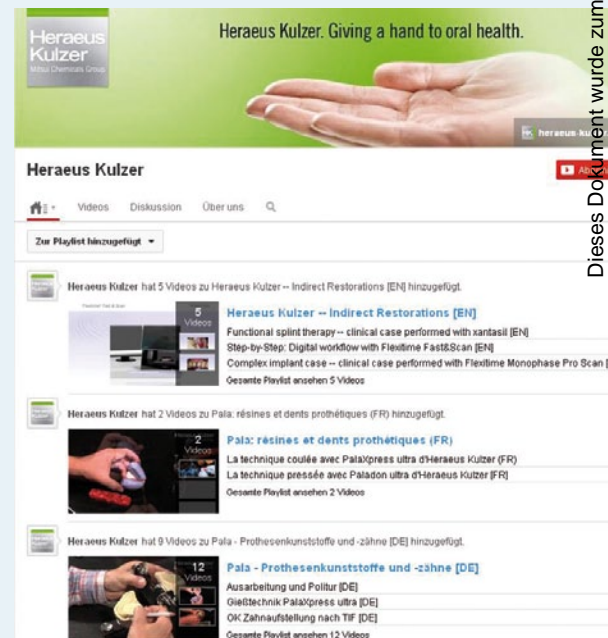 Heraeus
Kulzer
Mitsui Chemicals Group
Heraeus Kulzer. Giving a hand to oral health.
Heraeus Kulzer
Videos Diskussion Über uns
Zur Playlist hinzugefügt
Heraeus Kulzer hat 5 Videos zu Heraeus Kulzer -- Indirect Restorations [EN] hinzugefügt.
5
Videos
Heraeus Kulzer -- Indirect Restorations [EN]
Functional splint therapy -- clinical case performed with xantasil [EN]
Step-by-Step: Digital workflow with Flexitime Fast&Scan [EN]
Complex implant case -- clinical case performed with Flexitime Monophase Pro Scan [
Gesamte Playlist ansehen 5 Videos
Heraeus Kulzer hat 2 Videos zu Pala: résines et dents prothétiques (FR) hinzugefügt.
2
Videos
Pala: résines et dents prothétiques (FR)
La technique coulée avec PalaXpress ultra d'Heraeus Kulzer (FR)
La technique pressée avec Paladon ultra d'Heraeus Kulzer [FR]
Gesamte Playlist ansehen 2 Videos
Heraeus Kulzer hat 9 Videos zu Pala - Prothesenkunststoffe und -zähne [DE] hinzugefügt.
12
Videos
Pala - Prothesenkunststoffe und -zähne [DE]
Ausarbeitung und Politur [DE]
Gießtechnik PalaXpress ultra [DE]
OK Zahnaufstellung nach TIF [DE]
Gesamte Playlist ansehen 12 Videos
Dieses Dokument wurde zum